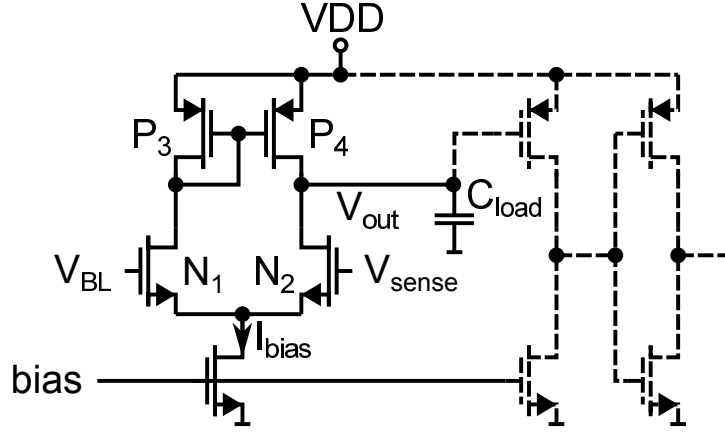 VDD
P3 P4
Cload
Vout
VBL N1 N2 Vsense
Ibias
bias